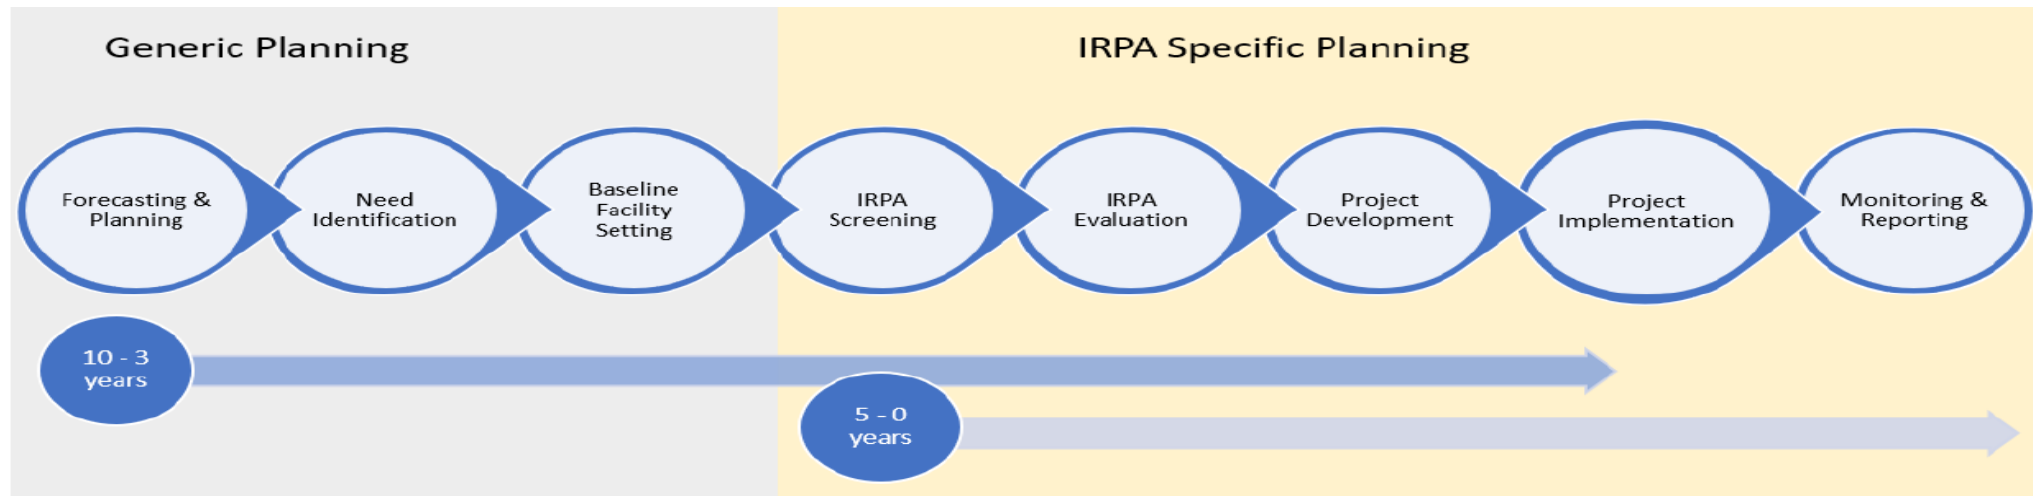 Generic Planning
IRPA Specific Planning
Forecasting &
Planning
Need
Identification
Baseline
Facility
Setting
IRPA
Screening
IRPA
Evaluation
Project
Development
Project
Implementation
Monitoring &
Reporting
10 - 3
years
5 - 0
years